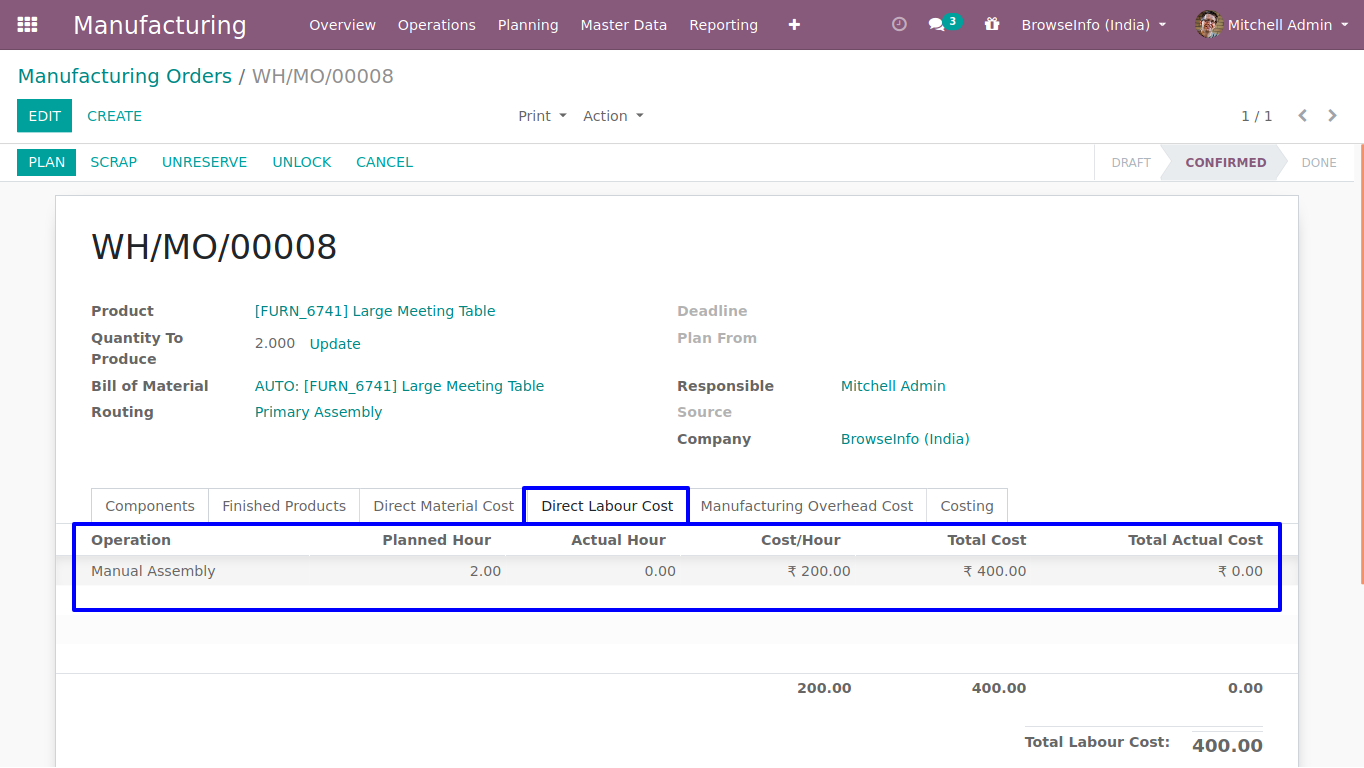 Manufacturing Overview Operations Planning Master Data Reporting 3 BrowseInfo (India) Mitchell Admin
Manufacturing Orders / WH/MO/00008
EDIT CREATE Print Action 1 / 1
PLAN SCRAP UNRESERVE UNLOCK CANCEL DRAFT CONFIRMED DONE
WH/MO/00008
Product [FURN_6741] Large Meeting Table Deadline
Quantity To Produce 2.000 Update Plan From
Bill of Material AUTO: [FURN_6741] Large Meeting Table Responsible Mitchell Admin
Routing Primary Assembly Source
Company BrowseInfo (India)
Components Finished Products Direct Material Cost Direct Labour Cost Manufacturing Overhead Cost Costing
Operation Planned Hour Actual Hour Cost/Hour Total Cost Total Actual Cost
Manual Assembly 2.00 0.00 ₹ 200.00 ₹ 400.00 ₹ 0.00
200.00 400.00 0.00
Total Labour Cost: 400.00